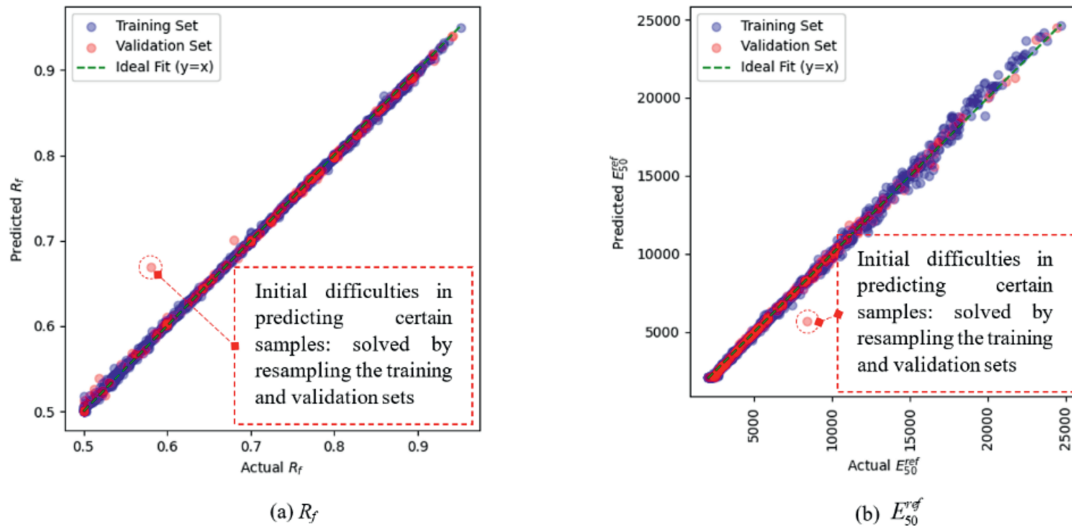 Training Set
Validation Set
Ideal Fit (y=x)
0.9
0.8
0.7
0.6
0.5
Predicted R_f
Initial difficulties in
predicting certain
samples: solved by
resampling the training
and validation sets
0.5
0.6
0.7
0.8
0.9
Actual R_f
(a) R_f
Training Set
Validation Set
Ideal Fit (y=x)
25000
20000
15000
10000
5000
Predicted E_50^ref
Initial difficulties in
predicting certain
samples: solved by
resampling the training
and validation sets
5000
10000
15000
20000
25000
Actual E_50^ref
(b) E_50^ref